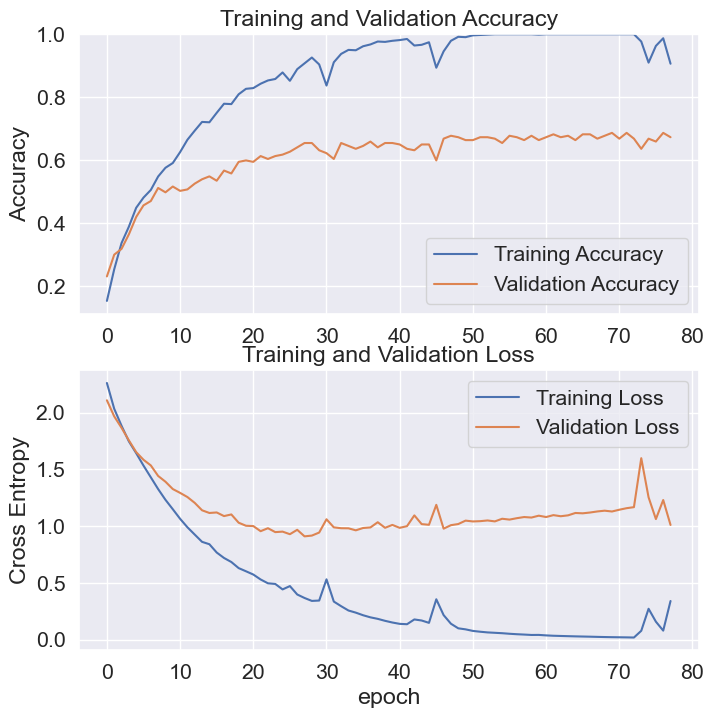 Training and Validation Accuracy
1.0
0.8
0.6
0.4
0.2
Accuracy
Training Accuracy
Validation Accuracy
0 10 20 30 40 50 60 70 80
Training and Validation Loss
2.0
1.5
1.0
0.5
0.0
Cross Entropy
Training Loss
Validation Loss
0 10 20 30 40 50 60 70 80
epoch